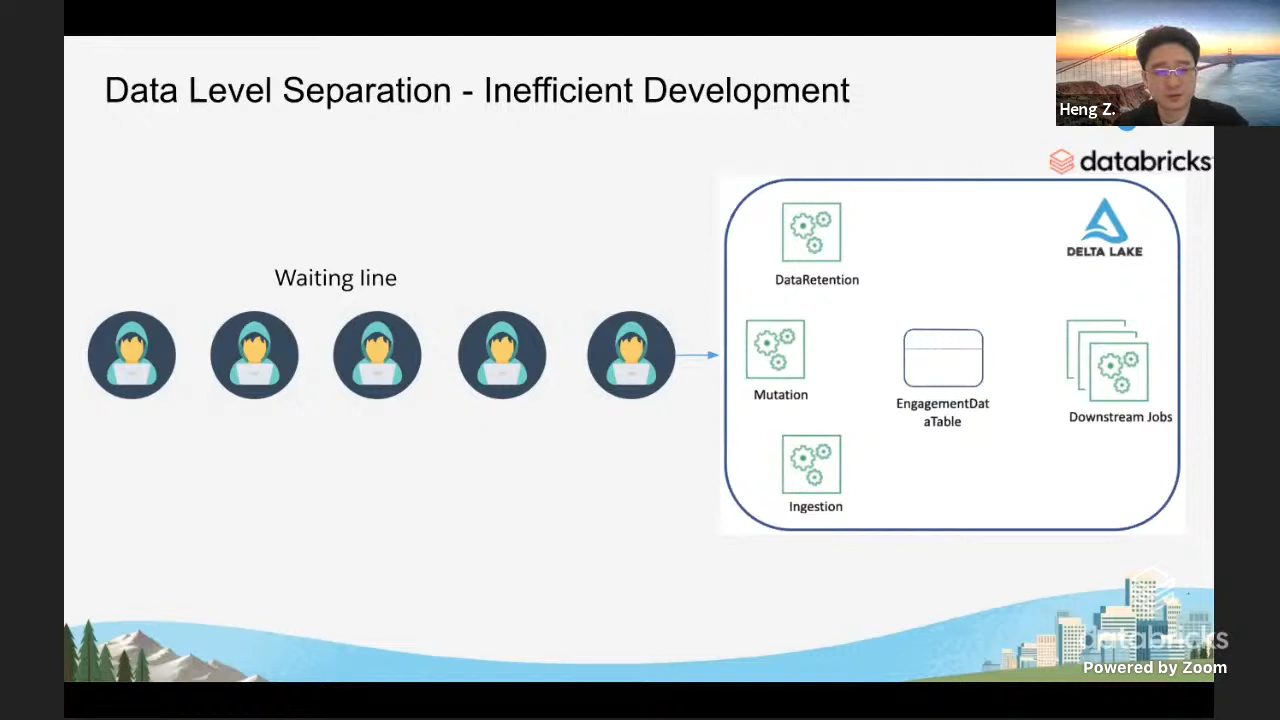 Data Level Separation - Inefficient Development
Heng Z.
databricks
DELTA LAKE
DataRetention
Waiting line
Mutation
EngagementDat
aTable
Downstream Jobs
Ingestion
databricks
Powered by Zoom